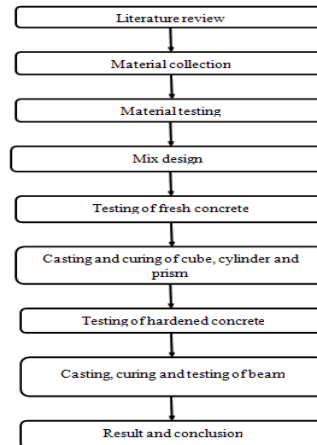 Literature review
Material collection
Material testing
Mix design
Testing of fresh concrete
Casting and curing of cube, cylinder and
prism
Testing of hardened concrete
Casting, curing and testing of beam
Result and conclusion